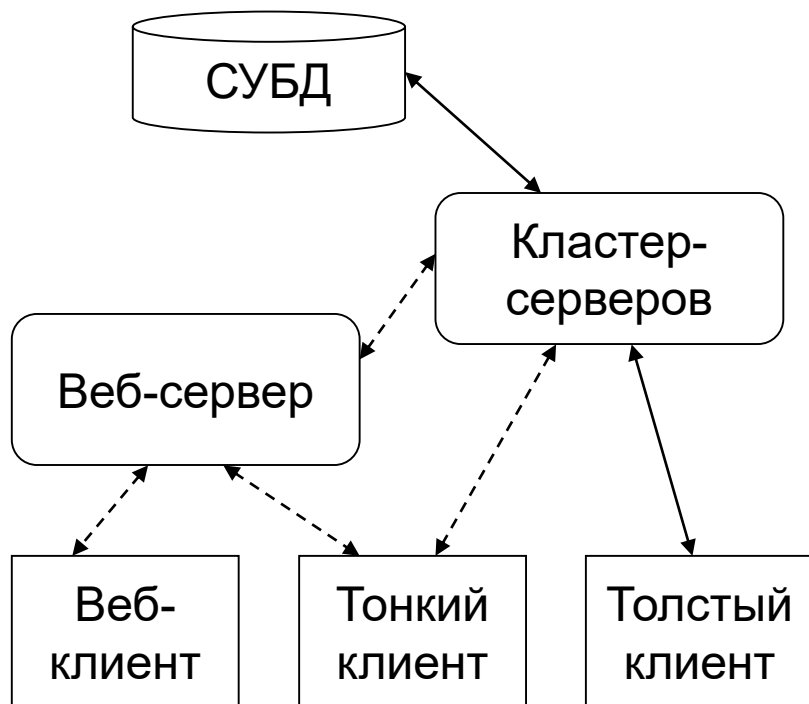 СУБД
Кластер-
серверов
Веб-сервер
Веб-
клиент
Тонкий
клиент
Толстый
клиент